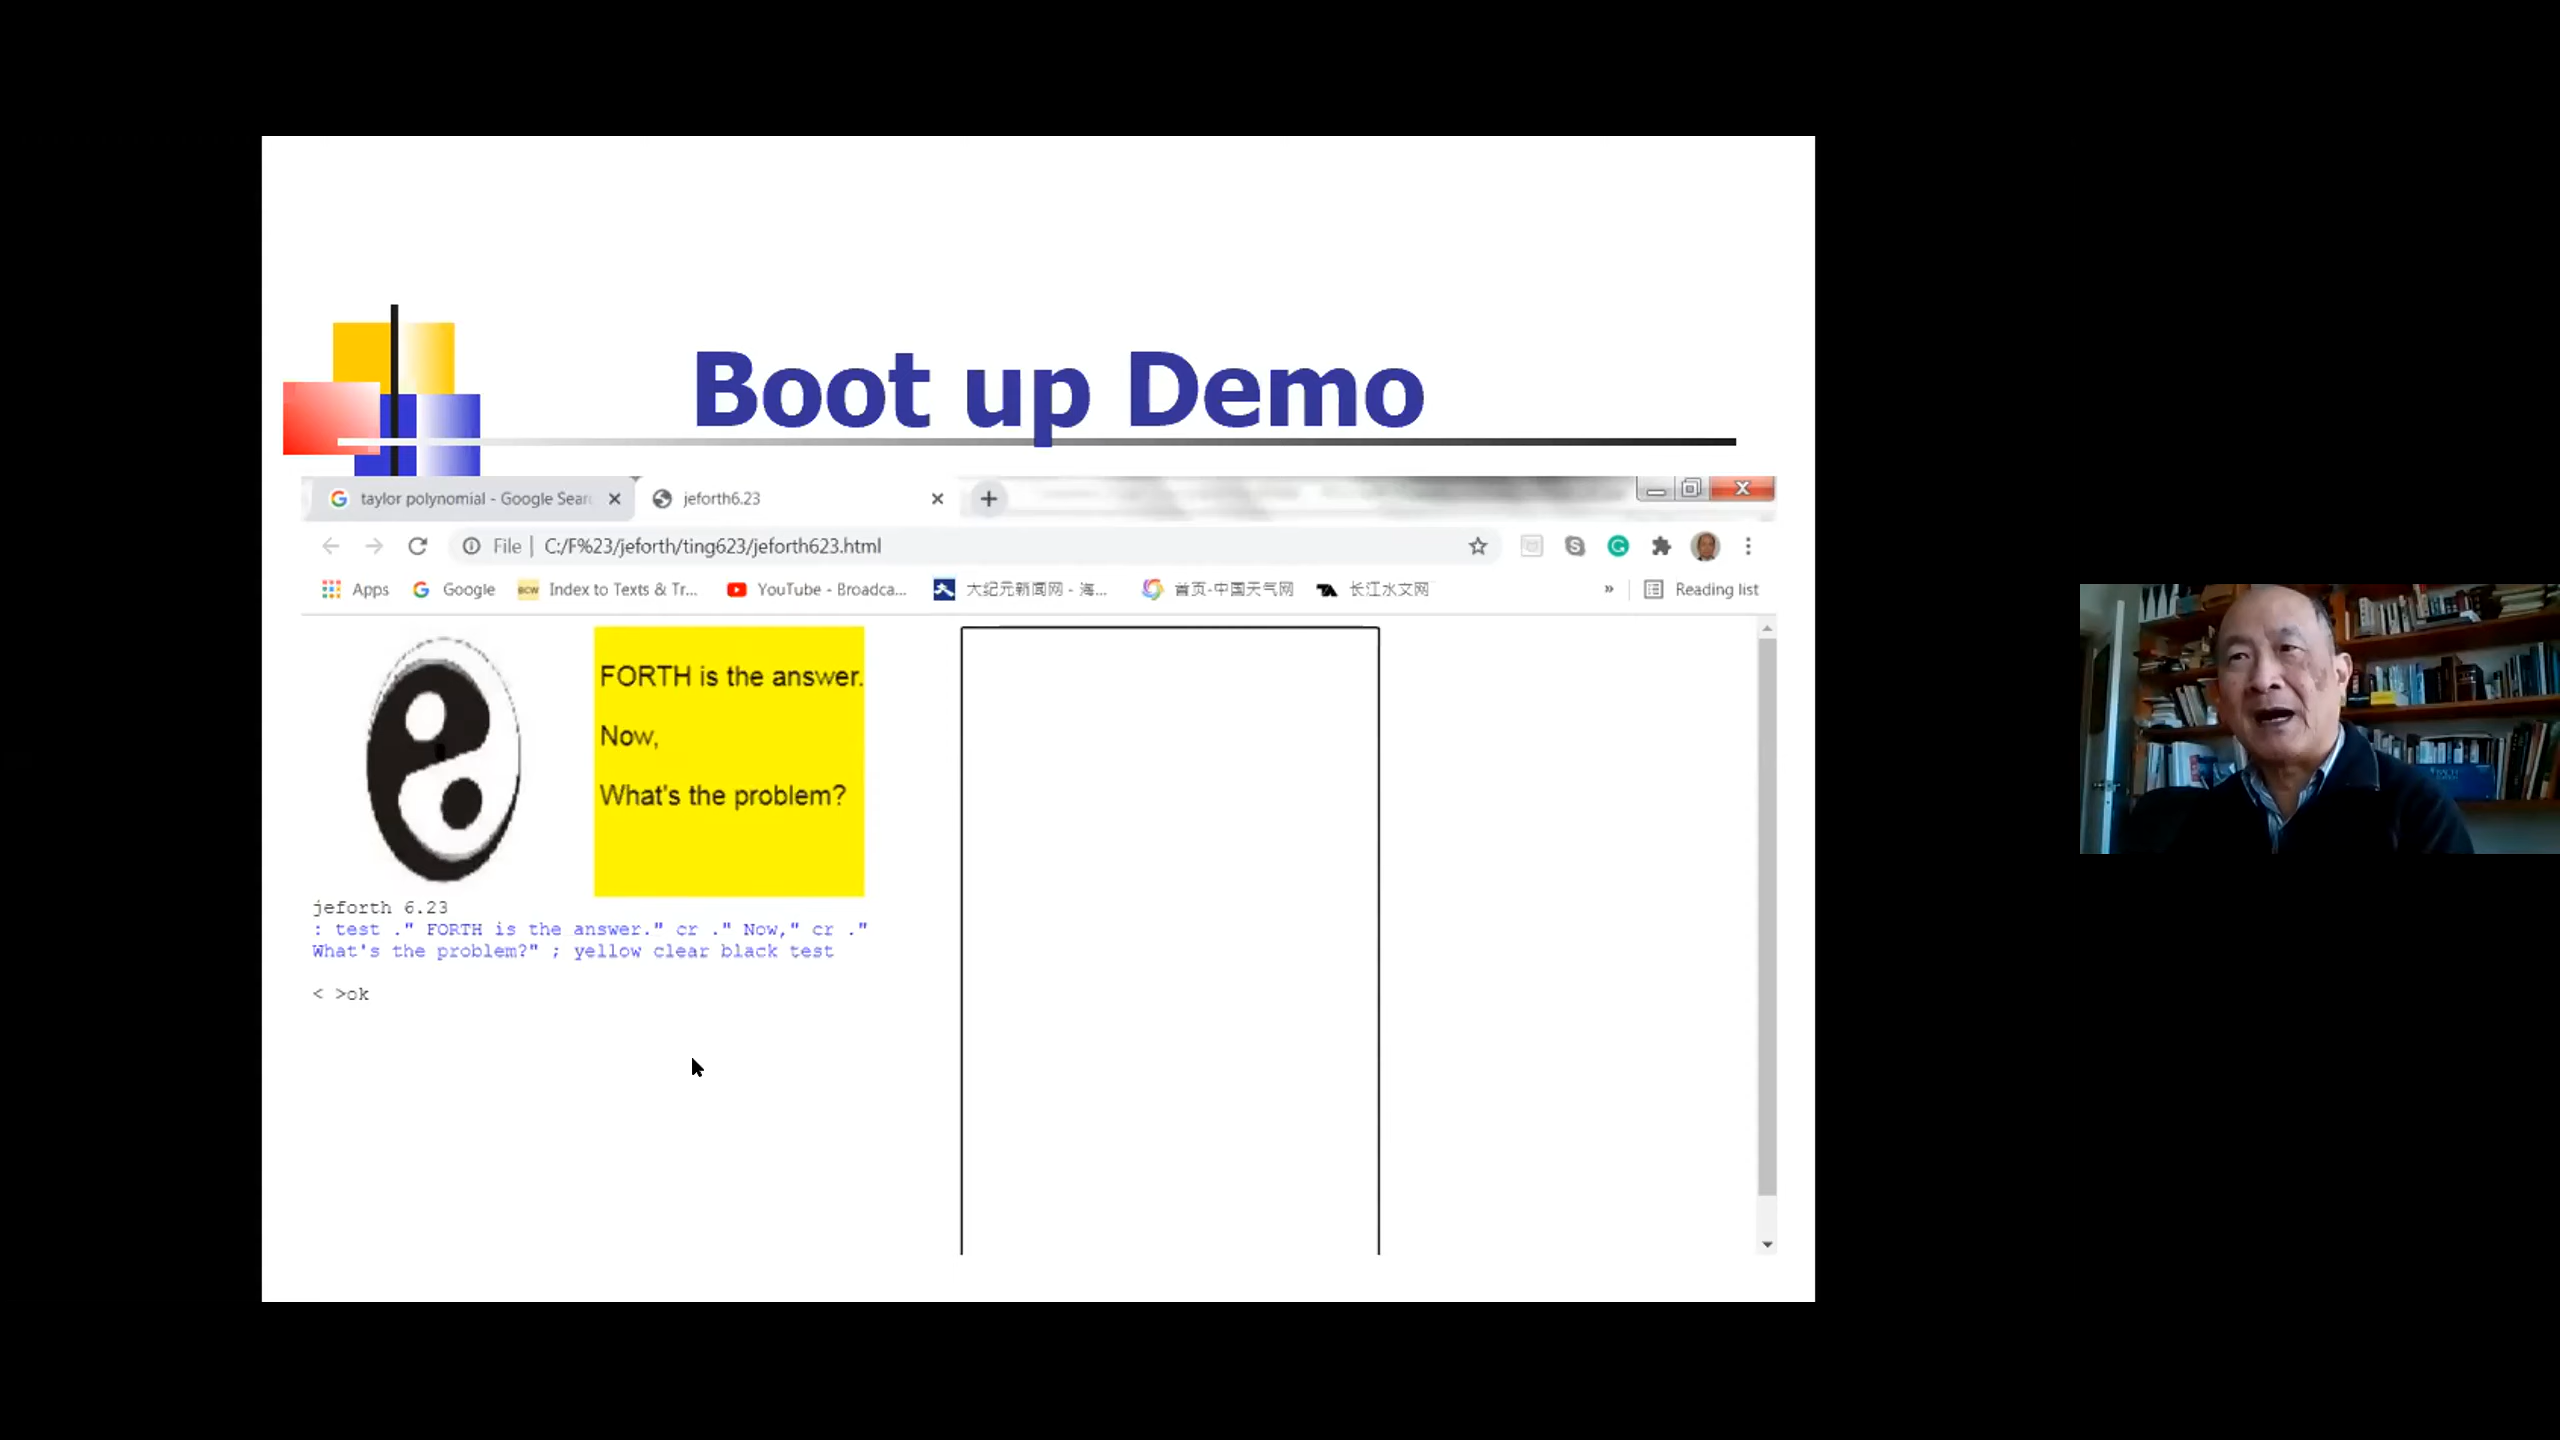 Boot up Demo
taylor polynomial - Google Sear
jeforth6.23
File | C:/F%23/jeforth/ting623/jeforth623.html
Apps
Google
Index to Texts & Tr...
YouTube - Broadca...
大纪元新闻网 - 海...
首页-中国天气网
长江水文网
»
Reading list
FORTH is the answer.
Now,
What's the problem?
jeforth 6.23
: test ." FORTH is the answer." cr ." Now," cr ."
What's the problem?" ; yellow clear black test
< >ok